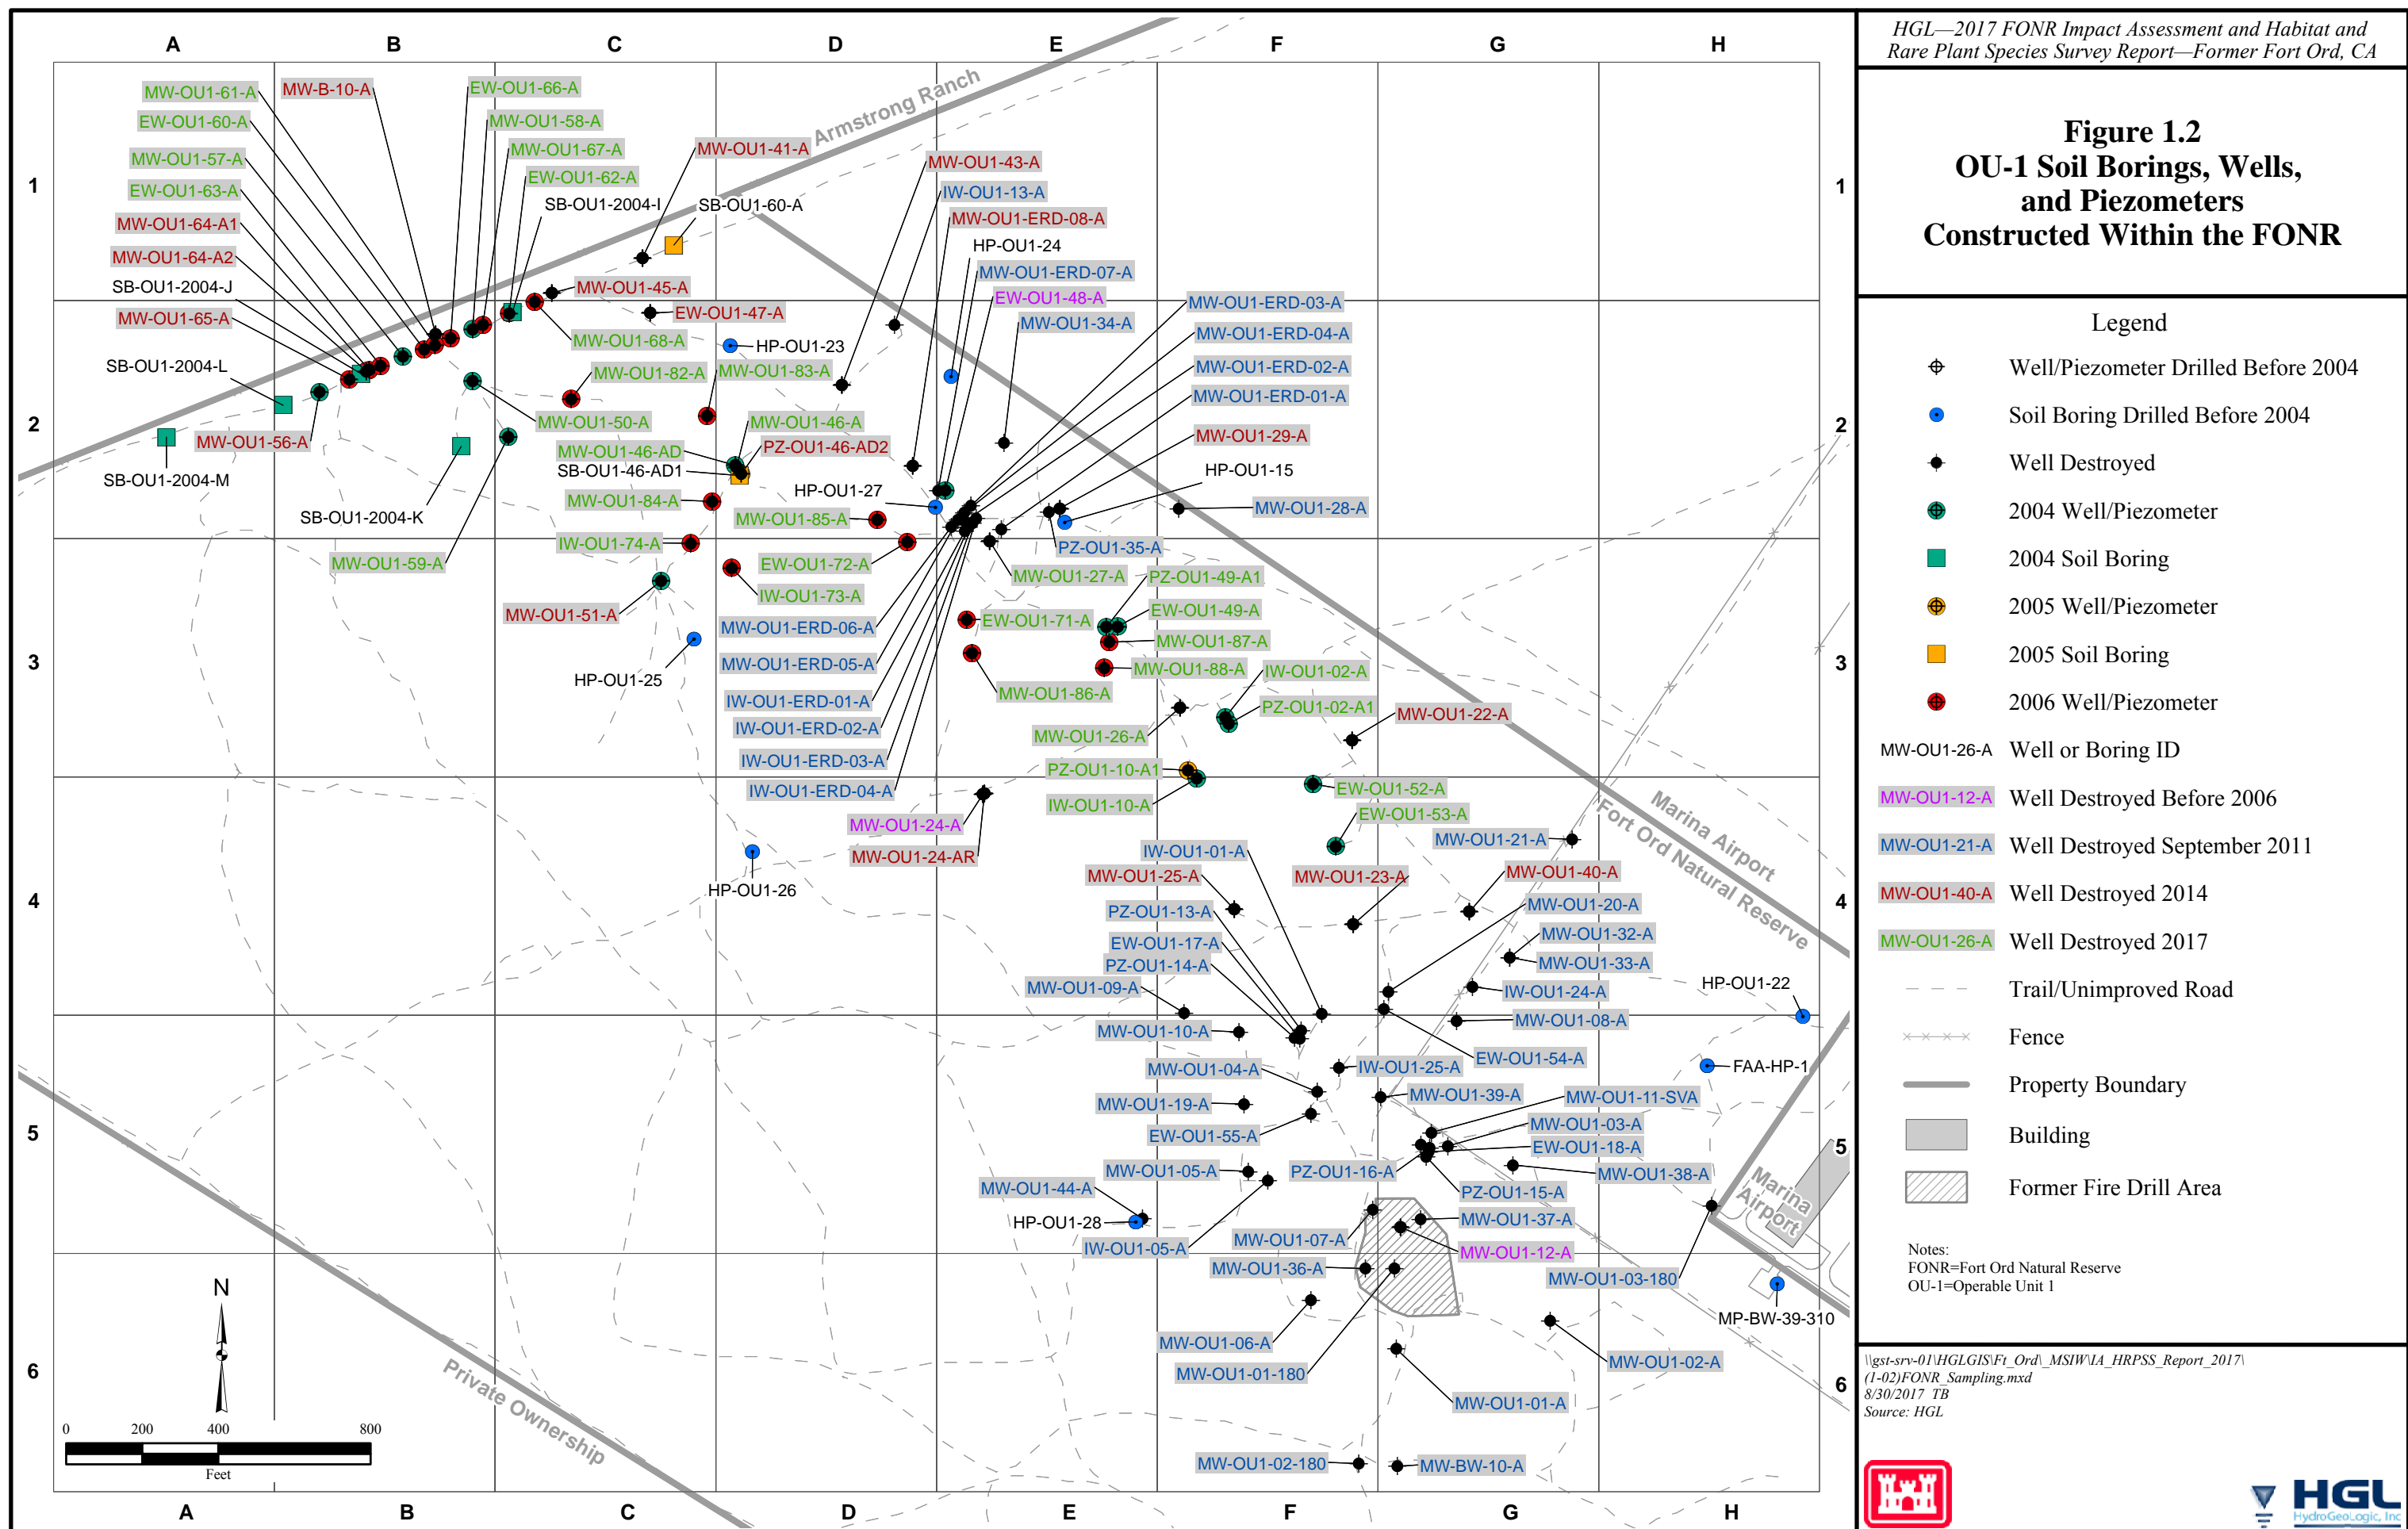 HGL—2017 FONR Impact Assessment and Habitat and
Rare Plant Species Survey Report—Former Fort Ord, CA
Figure 1.2
OU-1 Soil Borings, Wells,
and Piezometers
Constructed Within the FONR
Legend
Well/Piezometer Drilled Before 2004
Soil Boring Drilled Before 2004
Well Destroyed
2004 Well/Piezometer
2004 Soil Boring
2005 Well/Piezometer
2005 Soil Boring
2006 Well/Piezometer
MW-OU1-26-A Well or Boring ID
MW-OU1-12-A Well Destroyed Before 2006
MW-OU1-21-A Well Destroyed September 2011
MW-OU1-40-A Well Destroyed 2014
MW-OU1-26-A Well Destroyed 2017
Trail/Unimproved Road
Fence
Property Boundary
Building
Former Fire Drill Area
Notes:
FONR=Fort Ord Natural Reserve
OU-1=Operable Unit 1
\\gst-srv-01\HGLGIS\Ft_Ord\_MSIW\IA_HRPSS_Report_2017\
(1-02)FONR_Sampling.mxd
8/30/2017 TB
Source: HGL
HGL
HydroGeoLogic, Inc
A B C D E F G H
1
2
3
4
5
6
A B C D E F G H
1
2
3
4
5
6
MW-OU1-61-A
EW-OU1-60-A
MW-OU1-57-A
EW-OU1-63-A
MW-OU1-64-A1
MW-OU1-64-A2
SB-OU1-2004-J
MW-OU1-65-A
SB-OU1-2004-L
MW-OU1-56-A
SB-OU1-2004-M
SB-OU1-2004-K
MW-OU1-59-A
MW-B-10-A
EW-OU1-66-A
MW-OU1-58-A
MW-OU1-67-A
EW-OU1-62-A
SB-OU1-2004-I
MW-OU1-41-A
SB-OU1-60-A
Armstrong Ranch
MW-OU1-45-A
EW-OU1-47-A
MW-OU1-68-A
HP-OU1-23
MW-OU1-82-A
MW-OU1-83-A
MW-OU1-50-A
MW-OU1-46-A
MW-OU1-46-AD
PZ-OU1-46-AD2
SB-OU1-46-AD1
HP-OU1-27
MW-OU1-84-A
MW-OU1-85-A
IW-OU1-74-A
EW-OU1-72-A
IW-OU1-73-A
MW-OU1-51-A
HP-OU1-25
MW-OU1-43-A
IW-OU1-13-A
MW-OU1-ERD-08-A
HP-OU1-24
MW-OU1-ERD-07-A
EW-OU1-48-A
MW-OU1-34-A
MW-OU1-ERD-03-A
MW-OU1-ERD-04-A
MW-OU1-ERD-02-A
MW-OU1-ERD-01-A
MW-OU1-29-A
HP-OU1-15
MW-OU1-28-A
PZ-OU1-35-A
MW-OU1-27-A
PZ-OU1-49-A1
EW-OU1-49-A
EW-OU1-71-A
MW-OU1-87-A
MW-OU1-88-A
MW-OU1-86-A
MW-OU1-ERD-06-A
MW-OU1-ERD-05-A
IW-OU1-ERD-01-A
IW-OU1-ERD-02-A
IW-OU1-ERD-03-A
IW-OU1-ERD-04-A
IW-OU1-02-A
PZ-OU1-02-A1
MW-OU1-22-A
MW-OU1-26-A
PZ-OU1-10-A1
IW-OU1-10-A
EW-OU1-52-A
EW-OU1-53-A
MW-OU1-24-A
MW-OU1-24-AR
HP-OU1-26
Marina Airport
Fort Ord Natural Reserve
MW-OU1-21-A
IW-OU1-01-A
MW-OU1-25-A
MW-OU1-23-A
MW-OU1-40-A
PZ-OU1-13-A
MW-OU1-20-A
EW-OU1-17-A
MW-OU1-32-A
PZ-OU1-14-A
MW-OU1-33-A
MW-OU1-09-A
IW-OU1-24-A
HP-OU1-22
MW-OU1-10-A
MW-OU1-08-A
EW-OU1-54-A
MW-OU1-04-A
IW-OU1-25-A
FAA-HP-1
MW-OU1-19-A
MW-OU1-39-A
MW-OU1-11-SVA
EW-OU1-55-A
MW-OU1-03-A
EW-OU1-18-A
MW-OU1-05-A
PZ-OU1-16-A
MW-OU1-38-A
MW-OU1-44-A
PZ-OU1-15-A
HP-OU1-28
MW-OU1-37-A
IW-OU1-05-A
MW-OU1-07-A
MW-OU1-12-A
MW-OU1-36-A
MW-OU1-03-180
Marina
Airport
MP-BW-39-310
MW-OU1-06-A
MW-OU1-01-180
MW-OU1-02-A
MW-OU1-01-A
MW-OU1-02-180
MW-BW-10-A
Private Ownership
N
0 200 400 800
Feet